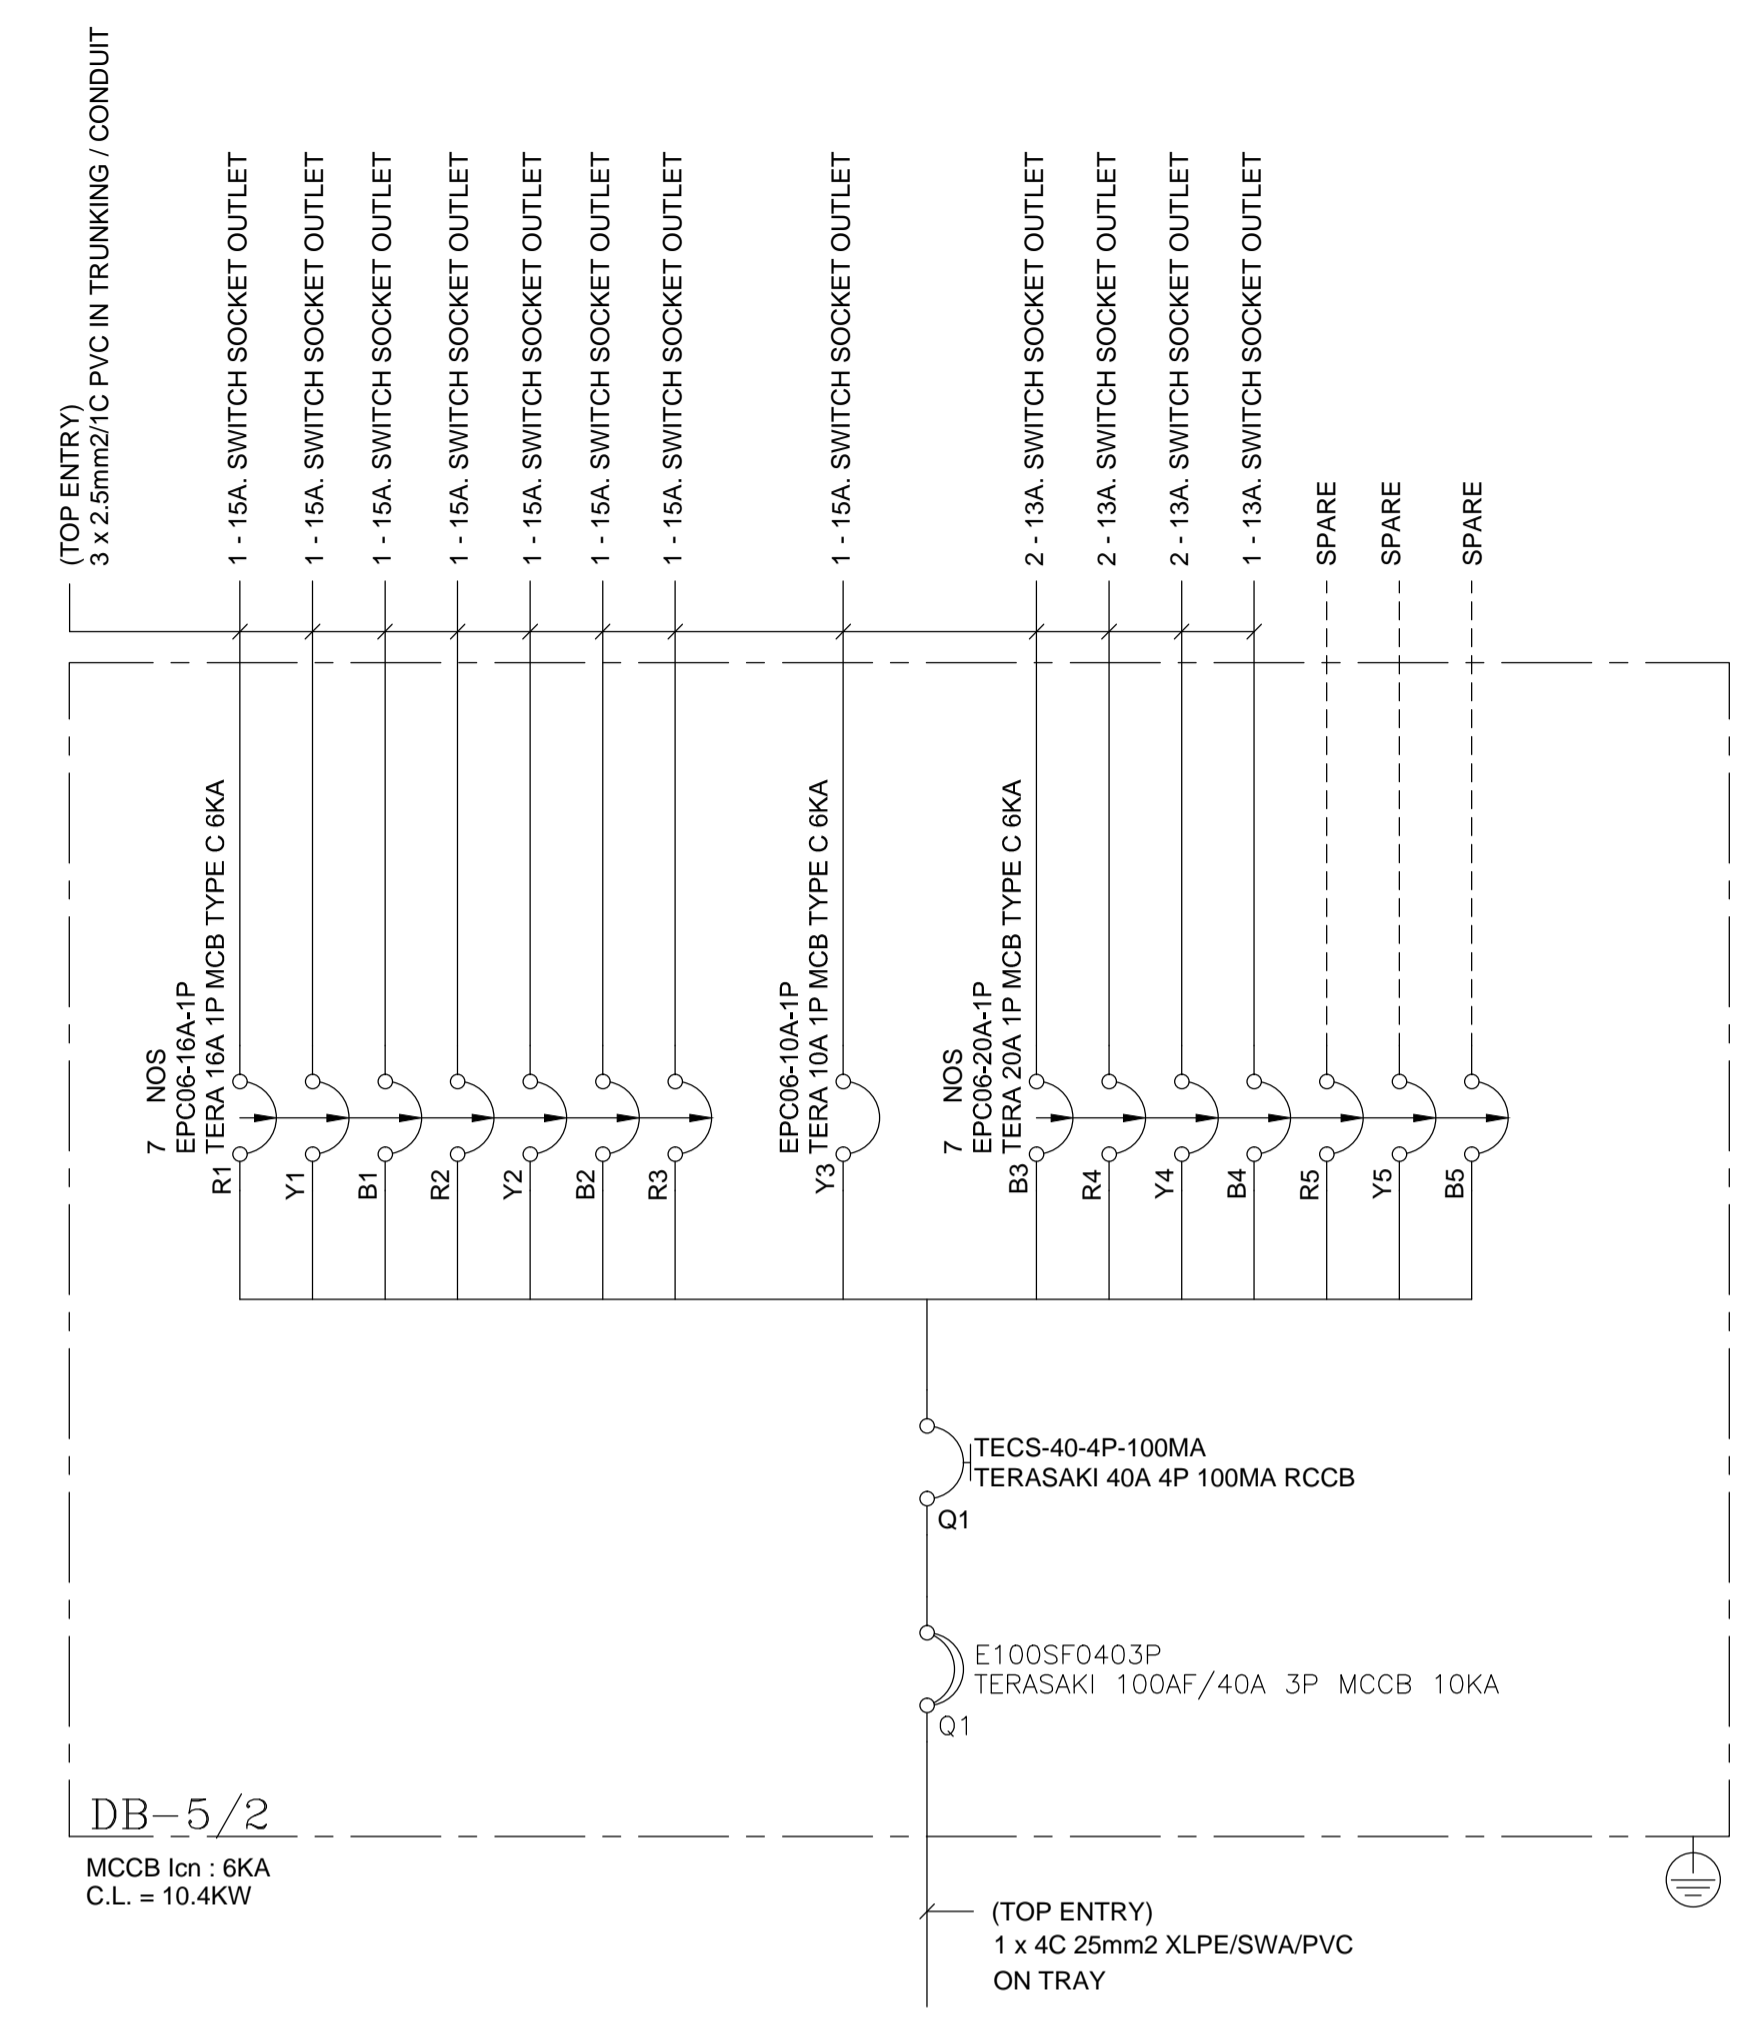 (TOP ENTRY)
3 x 2.5mm2/1C PVC IN TRUNKING / CONDUIT
1 - 15A. SWITCH SOCKET OUTLET
1 - 15A. SWITCH SOCKET OUTLET
1 - 15A. SWITCH SOCKET OUTLET
1 - 15A. SWITCH SOCKET OUTLET
1 - 15A. SWITCH SOCKET OUTLET
1 - 15A. SWITCH SOCKET OUTLET
1 - 15A. SWITCH SOCKET OUTLET
1 - 15A. SWITCH SOCKET OUTLET
2 - 13A. SWITCH SOCKET OUTLET
2 - 13A. SWITCH SOCKET OUTLET
2 - 13A. SWITCH SOCKET OUTLET
1 - 13A. SWITCH SOCKET OUTLET
SPARE
SPARE
SPARE
7 NOS
EPC06-16A-1P
TERA 16A 1P MCB TYPE C 6KA
EPC06-10A-1P
TERA 10A 1P MCB TYPE C 6KA
7 NOS
EPC06-20A-1P
TERA 20A 1P MCB TYPE C 6KA
R1
Y1
B1
R2
Y2
B2
R3
Y3
B3
R4
Y4
B4
R5
Y5
B5
TECS-40-4P-100MA
TERASAKI 40A 4P 100MA RCCB
Q1
E100SF0403P
TERASAKI 100AF/40A 3P MCCB 10KA
Q1
DB-5/2
MCCB Icn : 6KA
C.L. = 10.4KW
(TOP ENTRY)
1 x 4C 25mm2 XLPE/SWA/PVC
ON TRAY